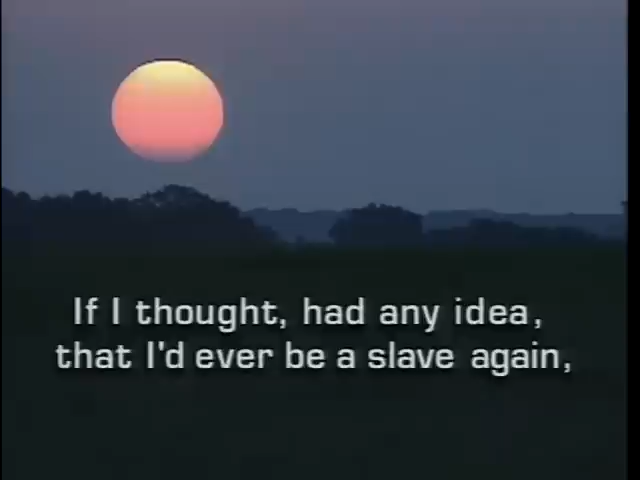 If I thought, had any idea,
that I'd ever be a slave again,